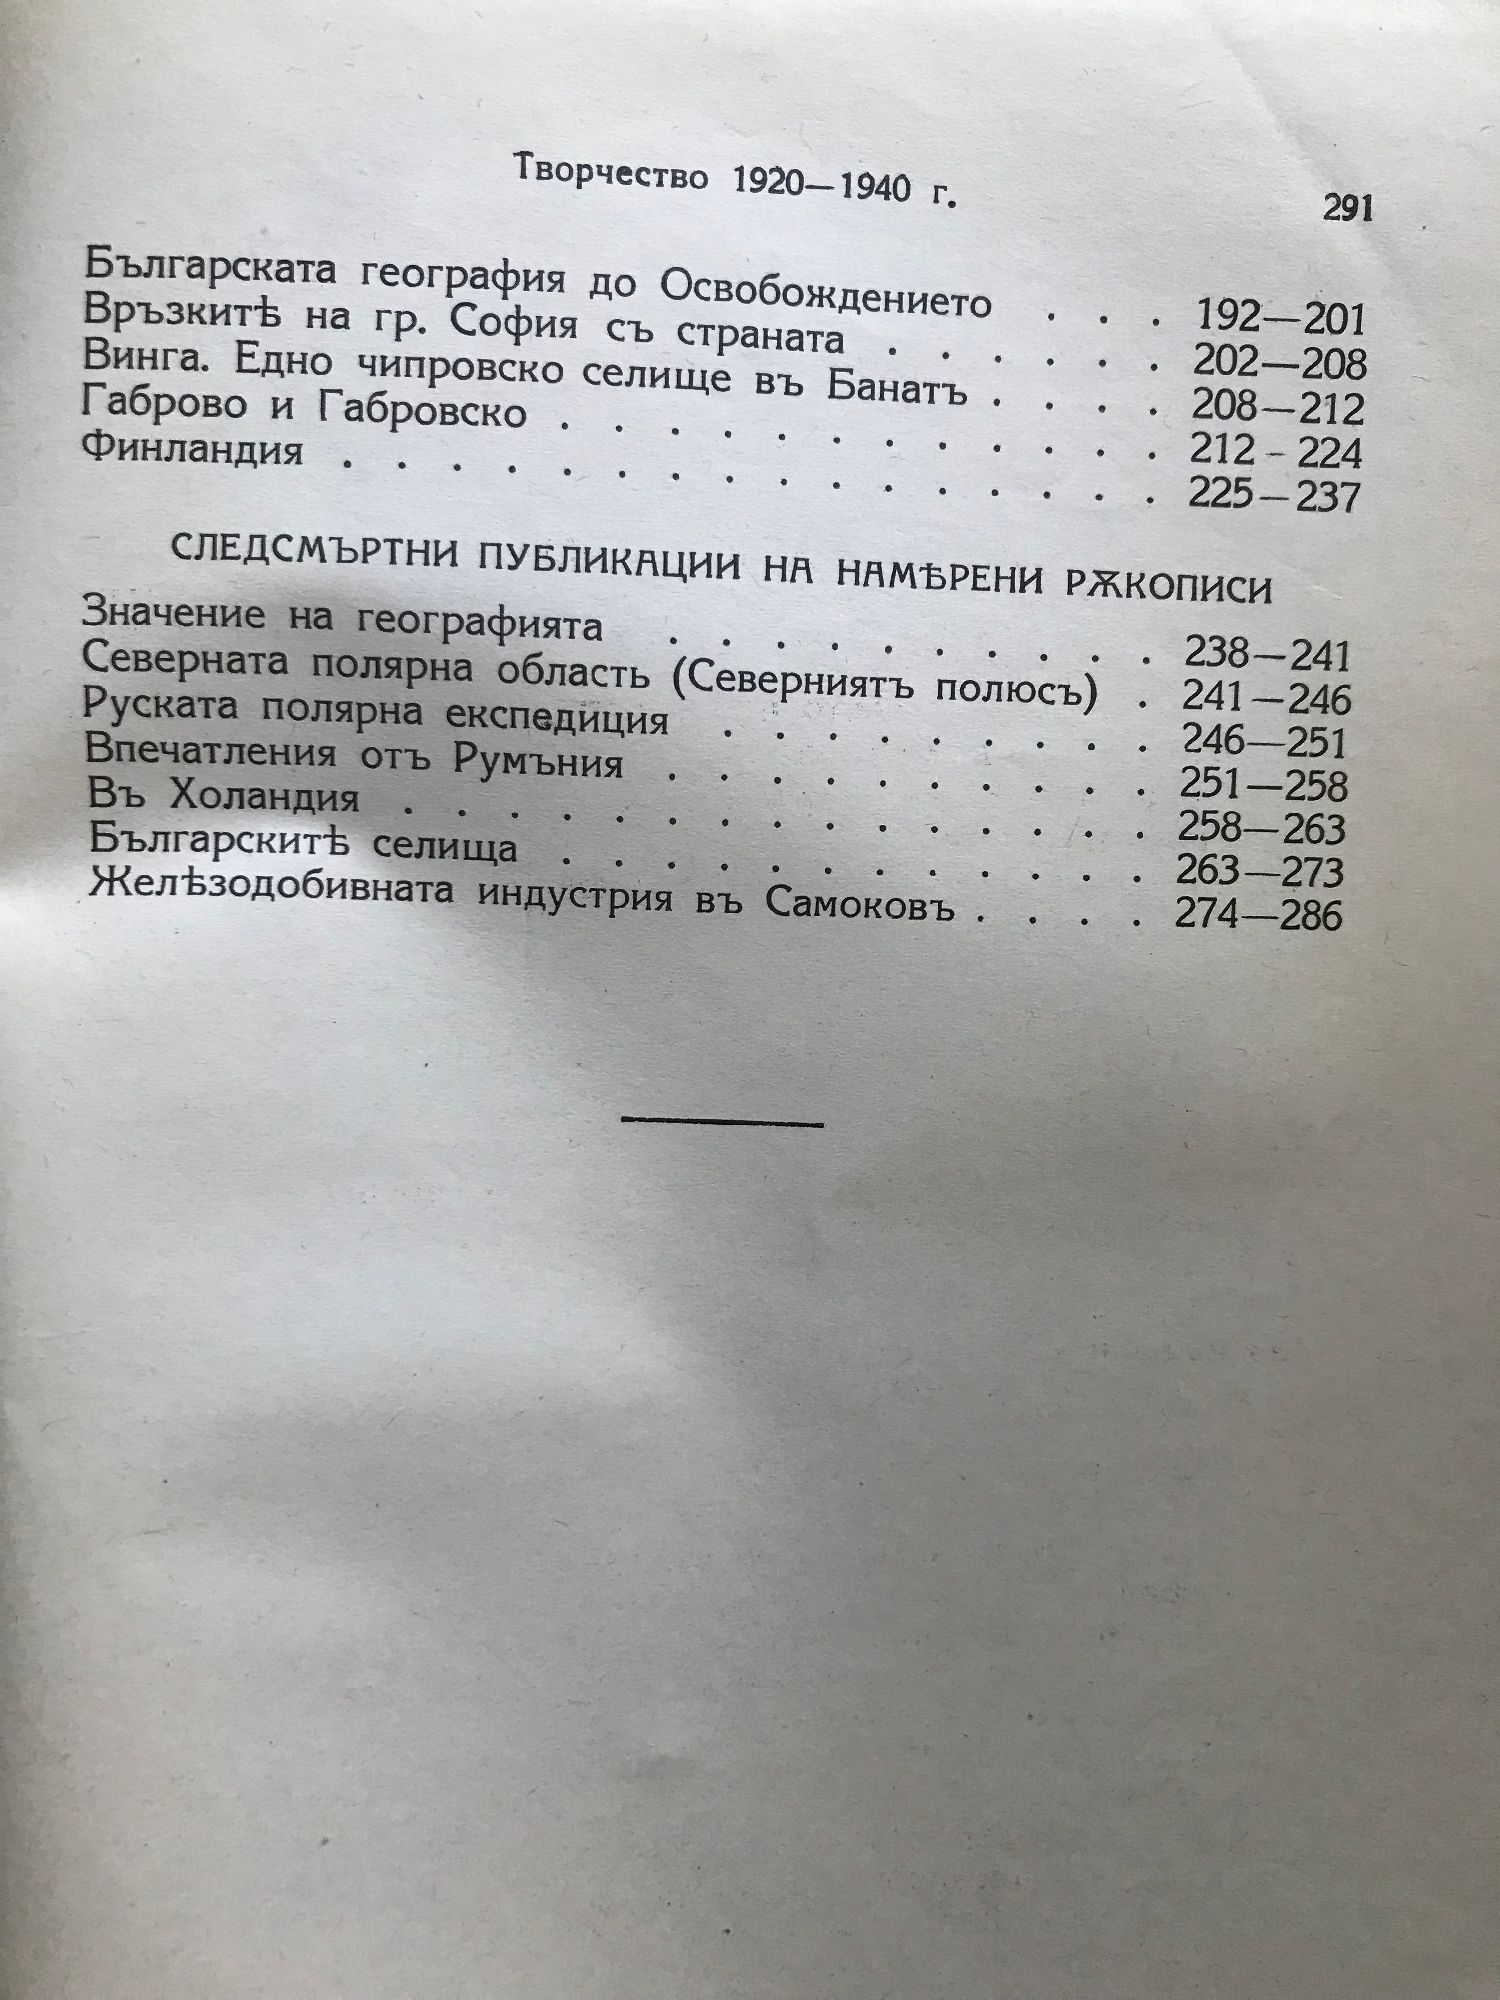 Творчество 1920—1940 г. 291
Българската география до Освобождението . . . 192—201
Връзкитѣ на гр. София съ страната . . . . . . 202—208
Винга. Едно чипровско селище въ Банатъ . . . . 208—212
Габрово и Габровско . . . . . . . . . . . . 212 - 224
Финландия . . . . . . . . . . . . . . . . 225—237
СЛЕДСМЪРТНИ ПУБЛИКАЦИИ НА НАМѢРЕНИ РѪКОПИСИ
Значение на географията . . . . . . . . . . 238—241
Северната полярна область (Северниятъ полюсъ) . 241—246
Руската полярна експедиция . . . . . . . . . 246—251
Впечатления отъ Румъния . . . . . . . . . . 251—258
Въ Холандия . . . . . . . . . . . . . . . 258—263
Българскитѣ селища . . . . . . . . . . . . 263—273
Желѣзодобивната индустрия въ Самоковъ . . . . 274—286